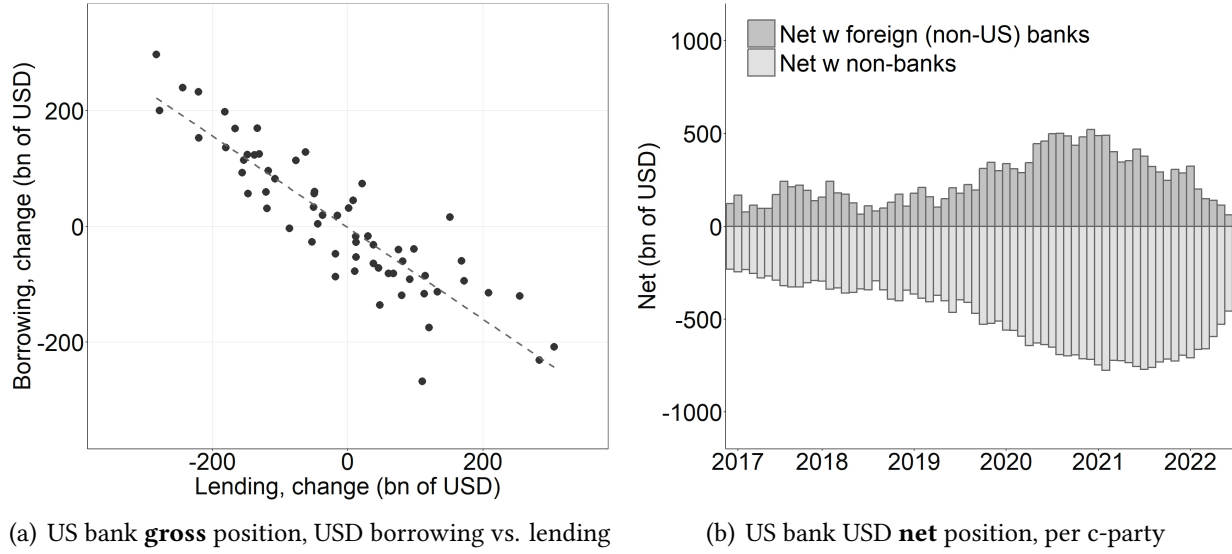 Borrowing, change (bn of USD)
200
0
-200
-200 0 200
Lending, change (bn of USD)
(a) US bank gross position, USD borrowing vs. lending
Net w foreign (non-US) banks
Net w non-banks
Net (bn of USD)
1000
500
0
-500
-1000
2017 2018 2019 2020 2021 2022
(b) US bank USD net position, per c-party